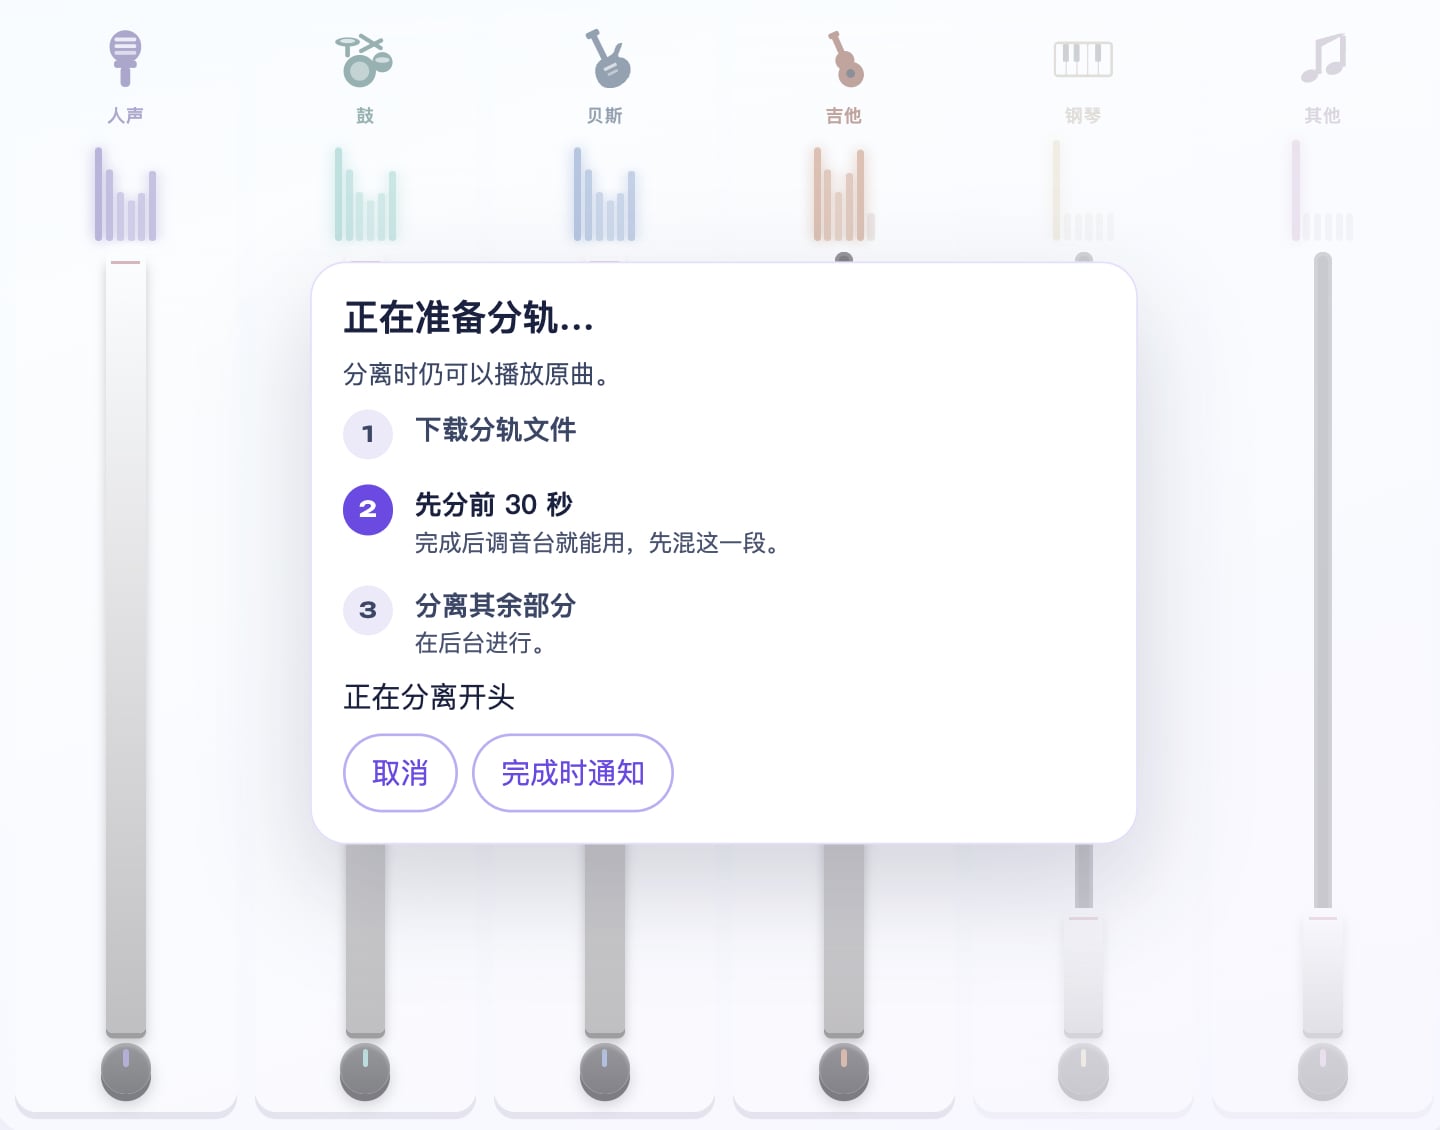 人声
鼓
贝斯
吉他
钢琴
其他
正在准备分轨...
分离时仍可以播放原曲。
1 下载分轨文件
2 先分前 30 秒
完成后调音台就能用，先混这一段。
3 分离其余部分
在后台进行。
正在分离开头
取消 完成时通知